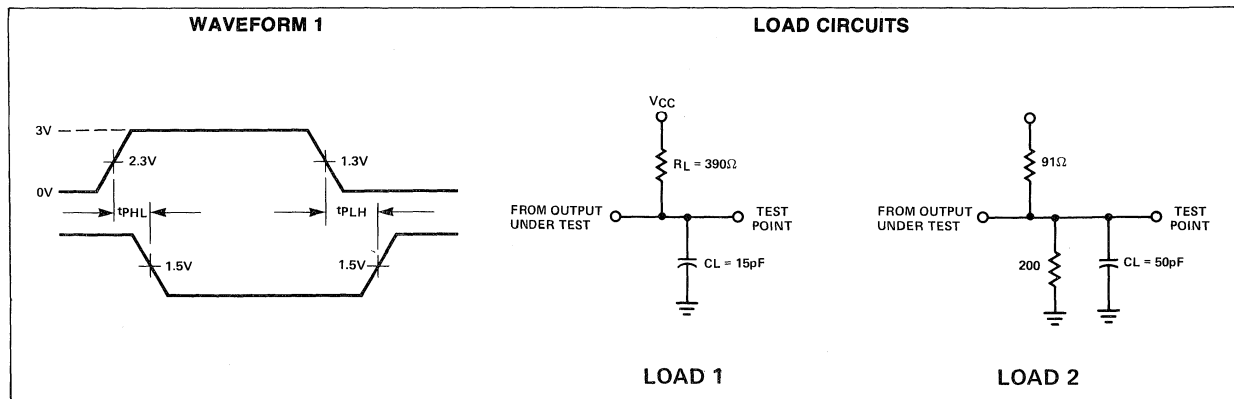 WAVEFORM 1
3V
2.3V
1.3V
0V
tPHL
tPLH
1.5V
1.5V
LOAD CIRCUITS
VCC
RL = 390Ω
FROM OUTPUT
UNDER TEST
TEST
POINT
CL = 15pF
LOAD 1
91Ω
FROM OUTPUT
UNDER TEST
TEST
POINT
200
CL = 50pF
LOAD 2